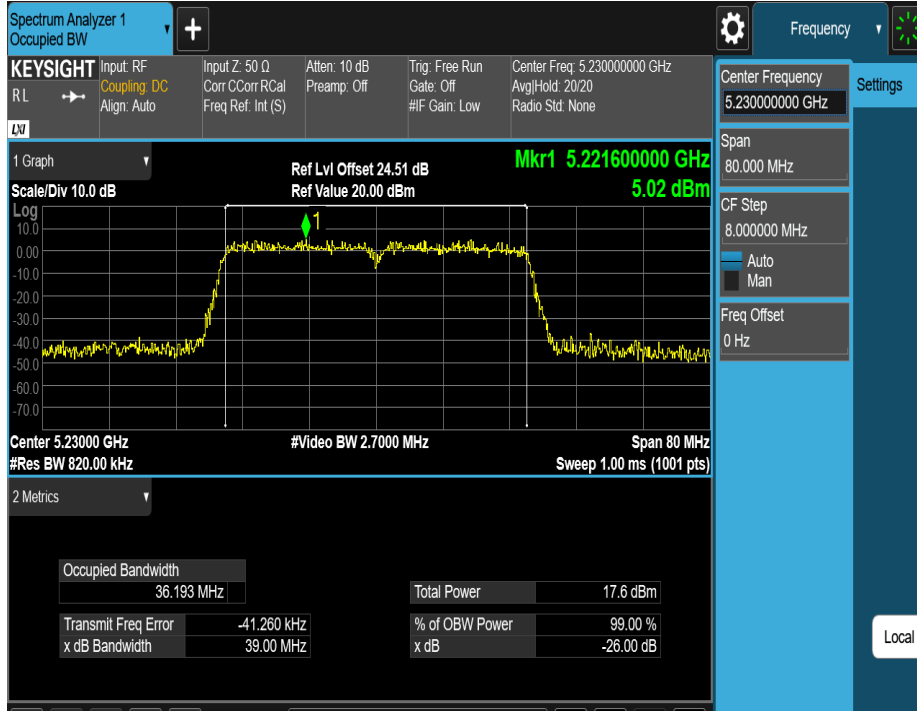 Spectrum Analyzer 1
Occupied BW
+
Frequency
KEYSIGHT
R L
LXI
Input: RF
Coupling: DC
Align: Auto
Input Z: 50 Ω
Corr CCorr RCal
Freq Ref: Int (S)
Atten: 10 dB
Preamp: Off
Trig: Free Run
Gate: Off
#IF Gain: Low
Center Freq: 5.230000000 GHz
Avg|Hold: 20/20
Radio Std: None
Center Frequency
5.230000000 GHz
Settings
Span
80.000 MHz
CF Step
8.000000 MHz
Auto
Man
Freq Offset
0 Hz
Local
1 Graph
Scale/Div 10.0 dB
Ref Lvl Offset 24.51 dB
Ref Value 20.00 dBm
Mkr1 5.221600000 GHz
5.02 dBm
Log
1
10.0
0.00
-10.0
-20.0
-30.0
-40.0
-50.0
-60.0
-70.0
Center 5.23000 GHz
#Res BW 820.00 kHz
#Video BW 2.7000 MHz
Span 80 MHz
Sweep 1.00 ms (1001 pts)
2 Metrics
Occupied Bandwidth
36.193 MHz
Total Power 17.6 dBm
Transmit Freq Error -41.260 kHz
% of OBW Power 99.00 %
x dB Bandwidth 39.00 MHz
x dB -26.00 dB